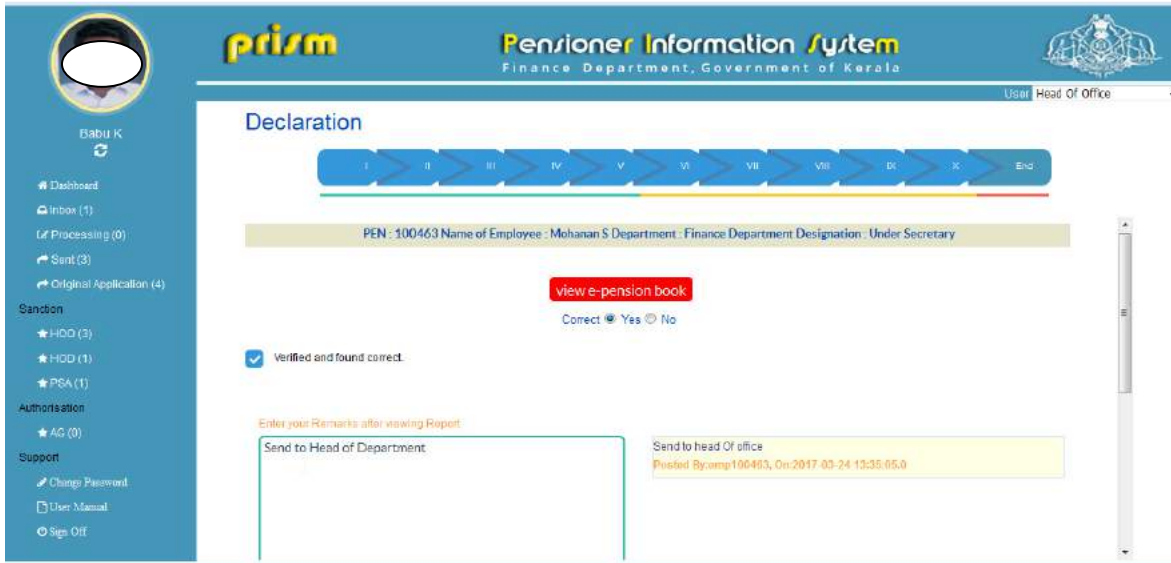 prism
Pensioner Information System
Finance Department, Government of Kerala
User Head Of Office
Babu K
Dashboard
Inbox (1)
Processing (0)
Sent (3)
Original Application (4)
Sanction
HOO (3)
HOD (1)
PSA (1)
Authorisation
AG (0)
Support
Change Password
User Manual
Sign Off
Declaration
I II III IV V VI VII VIII IX X End
PEN : 100463 Name of Employee : Mohanan S Department : Finance Department Designation : Under Secretary
view e-pension book
Correct Yes No
Verified and found correct.
Enter your Remarks after viewing Report
Send to Head of Department
Send to head Of office
Posted By:emp100463, On:2017-03-24 13:35:05.0